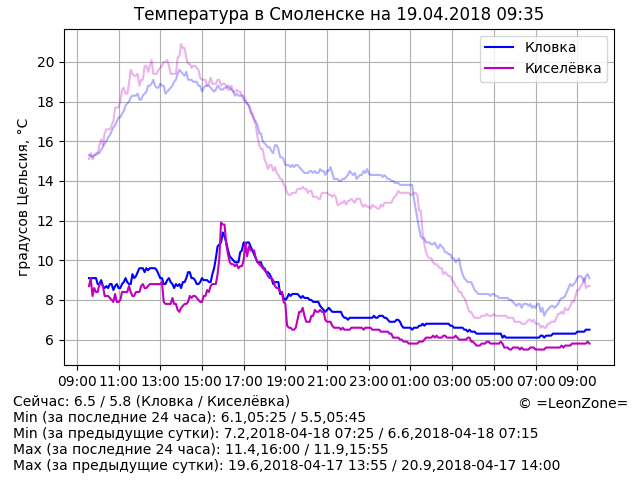 Температура в Смоленске на 19.04.2018 09:35
Кловка
Киселёвка
градусов Цельсия, °C
20
18
16
14
12
10
8
6
09:00 11:00 13:00 15:00 17:00 19:00 21:00 23:00 01:00 03:00 05:00 07:00 09:00
Сейчас: 6.5 / 5.8 (Кловка / Киселёвка)
© =LeonZone=
Min (за последние 24 часа): 6.1,05:25 / 5.5,05:45
Min (за предыдущие сутки): 7.2,2018-04-18 07:25 / 6.6,2018-04-18 07:15
Max (за последние 24 часа): 11.4,16:00 / 11.9,15:55
Max (за предыдущие сутки): 19.6,2018-04-17 13:55 / 20.9,2018-04-17 14:00